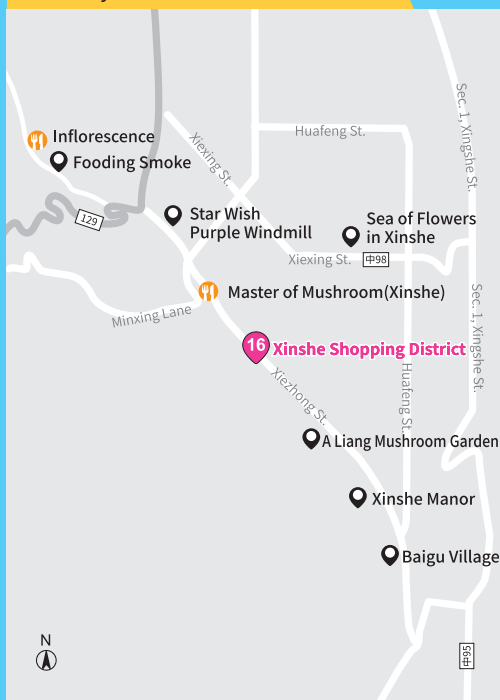 Inflorescence
Fooding Smoke
Huafeng St.
Sec. 1, Xingshe St.
Xiexing St.
129
Star Wish
Purple Windmill
Sea of Flowers
in Xinshe
Xiexing St.
中98
Master of Mushroom(Xinshe)
Minxing Lane
Sec. 1, Xingshe St.
16
Xinshe Shopping District
Huafeng St.
Xiezhong St.
A Liang Mushroom Garden
Xinshe Manor
Baigu Village
N
中95